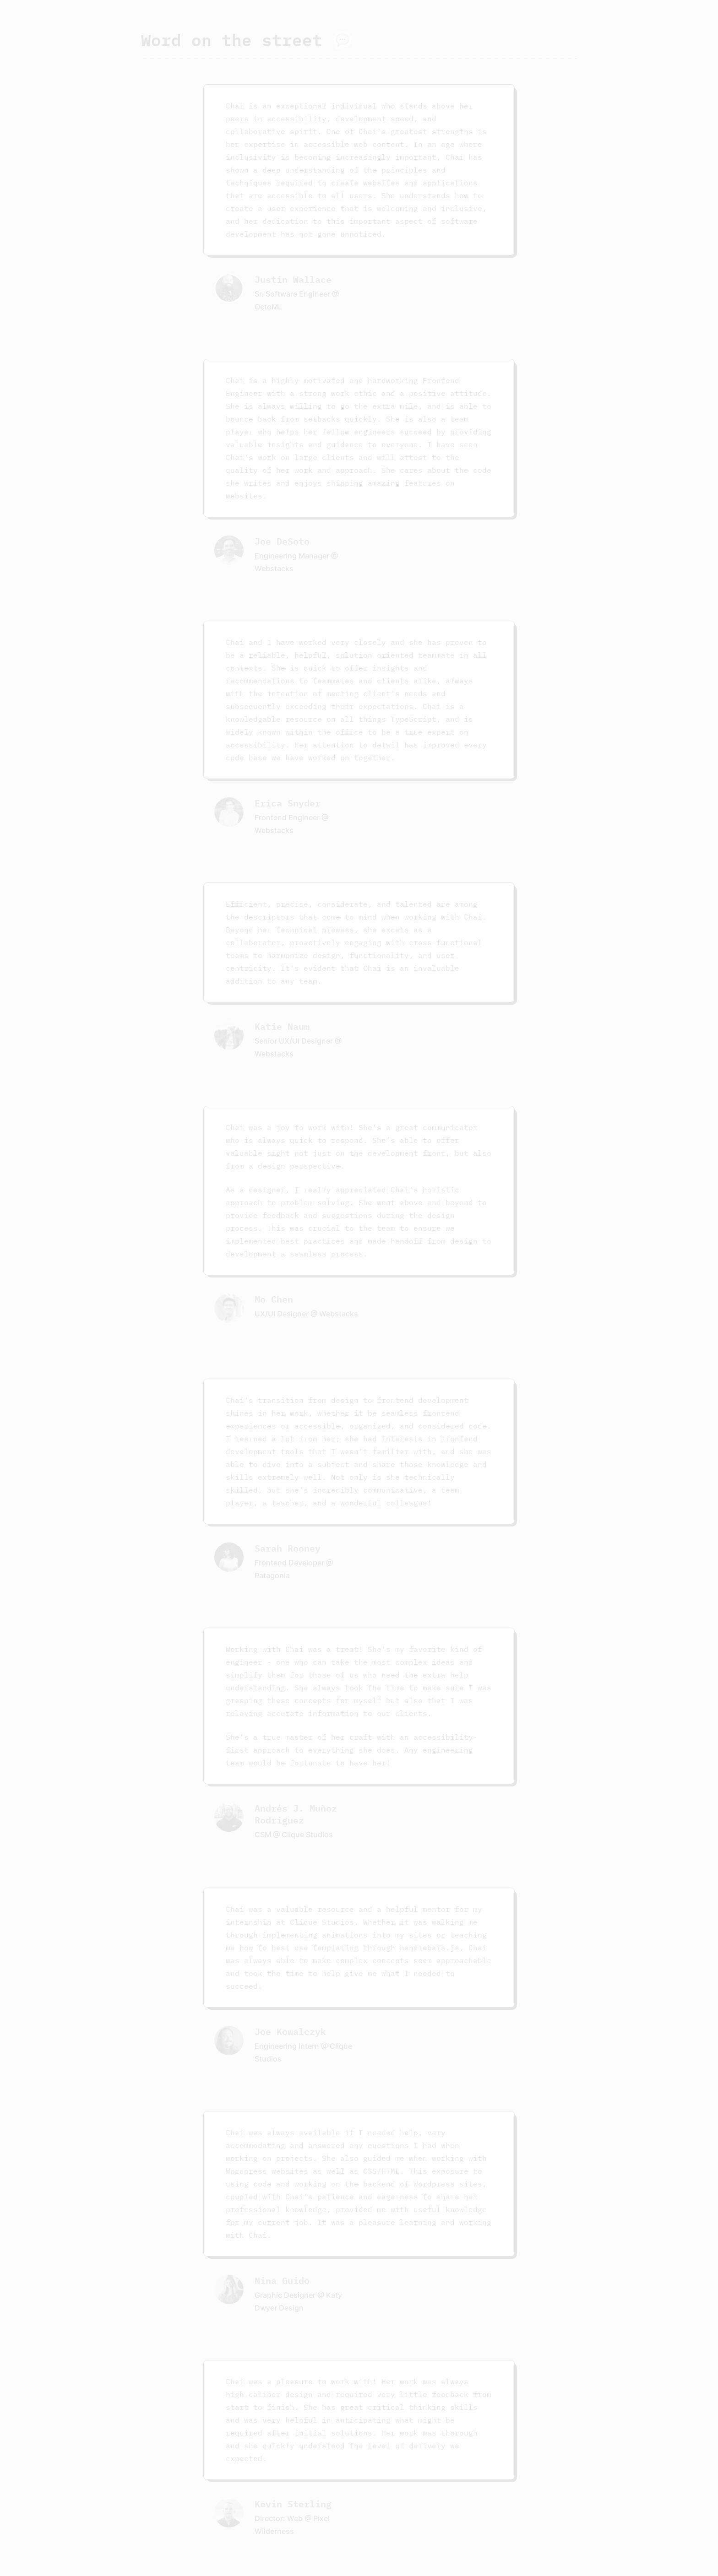 Word on the street
Chai is an exceptional individual who stands above her
peers in accessibility, development speed, and
collaborative spirit. One of Chai's greatest strengths is
her expertise in accessible web content. In an age where
inclusivity is becoming increasingly important, Chai has
shown a deep understanding of the principles and
techniques required to create websites and applications
that are accessible to all users. She understands how to
create a user experience that is welcoming and inclusive,
and her dedication to this important aspect of software
development has not gone unnoticed.
Justin Wallace
Sr. Software Engineer @
OctoML
Chai is a highly motivated and hardworking Frontend
Engineer with a strong work ethic and a positive attitude.
She is always willing to go the extra mile, and is able to
bounce back from setbacks quickly. She is also a team
player who helps her fellow engineers succeed by providing
valuable insights and guidance to everyone. I have seen
Chai's work on large clients and will attest to the
quality of her work and approach. She cares about the code
she writes and enjoys shipping amazing features on
websites.
Joe DaSuto
Engineering Manager @
Webstacks
Chai and I have worked very closely and she has proven to
be a reliable, helpful, solution oriented teammate in all
contexts. She is quick to offer insights and
recommendations to teammates and clients alike, always
with the intention of meeting client's needs and
subsequently exceeding their expectations. Chai is a
knowledgable resource on all things TypeScript, and is
widely known within the office to be a true expert on
accessibility. Her attention to detail has improved every
code base we have worked on together.
Erica Snyder
Frontend Engineer @
Webstacks
Efficient, precise, considerate, and talented are among
the descriptors that come to mind when working with Chai.
Beyond her technical prowess, she excels as a
collaborator, proactively engaging with cross-functional
teams to harmonize design, functionality, and user-
centricity. It's evident that Chai is an invaluable
addition to any team.
Katie Baum
Senior UX/UI Designer @
Webstacks
Chai was a joy to work with! She's a great communicator
who is always quick to respond. She's able to offer
valuable sight not just on the development front, but also
from a design perspective.
As a designer, I really appreciated Chai's holistic
approach to problem solving. She went above and beyond to
provide feedback and suggestions during the design
process. This was crucial to the team to ensure we
implemented best practices and made handoff from design to
development a seamless process.
Mo Chen
UX/UI Designer @ Webstacks
Chai's transition from design to frontend development
shines in her work, whether it be seamless frontend
experiences or accessible, organized, and considered code.
I learned a lot from her, she had interests in frontend
development tools that I wasn't familiar with, and she was
able to dive into a subject and share those knowledge and
skills extremely well. Not only is she technically
skilled, but she's incredibly communicative, a team
player, a teacher, and a wonderful colleague!
Sarah Rooney
Frontend Developer @
Patagonia
Working with Chai was a treat! She's my favorite kind of
engineer - one who can take the most complex ideas and
simplify them for those of us who need the extra help
understanding. She always took the time to make sure I was
grasping these concepts for myself but also that I was
relaying accurate information to our clients.
She's a true master of her craft with an accessibility-
first approach to everything she does. Any engineering
team would be fortunate to have her!
Andrés J. Muñoz
Rodriguez
CSM @ Clique Studios
Chai was a valuable resource and a helpful mentor for my
internship at Clique Studios. Whether it was walking me
through implementing animations into my sites or teaching
me how to best use templating through handlebars.js, Chai
was always able to make complex concepts seem approachable
and took the time to help give me what I needed to
succeed.
Joe Kowalczyk
Engineering Intern @ Clique
Studios
Chai was always available if I needed help, very
accommodating and answered any questions I had when
working on projects. She also guided me when working with
Wordpress websites as well as CSS/HTML. This exposure to
using code and working on the backend of Wordpress sites,
coupled with Chai's patience and eagerness to share her
professional knowledge, provided me with useful knowledge
for my current job. It was a pleasure learning and working
with Chai.
Nina Guido
Graphic Designer @ Katy
Dwyer Design
Chai was a pleasure to work with! Her work was always
high-caliber design and required very little feedback from
start to finish. She has great critical thinking skills
and was very helpful in anticipating what might be
required after initial solutions. Her work was thorough
and she quickly understood the level of delivery we
expected.
Kevin Sterling
Director, Web @ Pixel
Wilderness